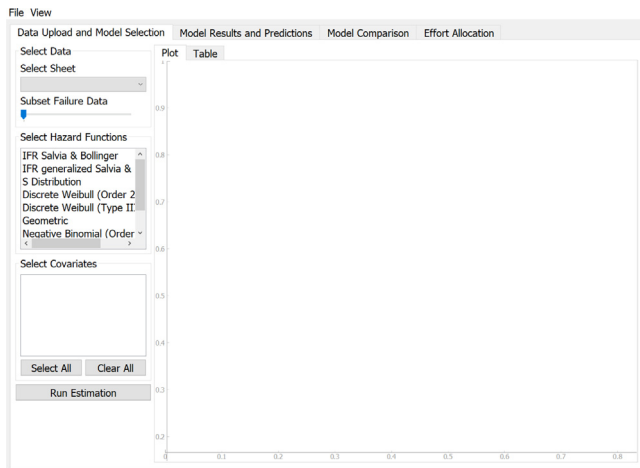 File View
Data Upload and Model Selection Model Results and Predictions Model Comparison Effort Allocation
Select Data
Select Sheet
Subset Failure Data
Select Hazard Functions
IFR Salvia & Bollinger
IFR generalized Salvia &
S Distribution
Discrete Weibull (Order 2
Discrete Weibull (Type III
Geometric
Negative Binomial (Order
Select Covariates
Select All Clear All
Run Estimation
Plot Table
1
0.9
0.8
0.7
0.6
0.5
0.4
0.3
0.2
0 0.1 0.2 0.3 0.4 0.5 0.6 0.7 0.8